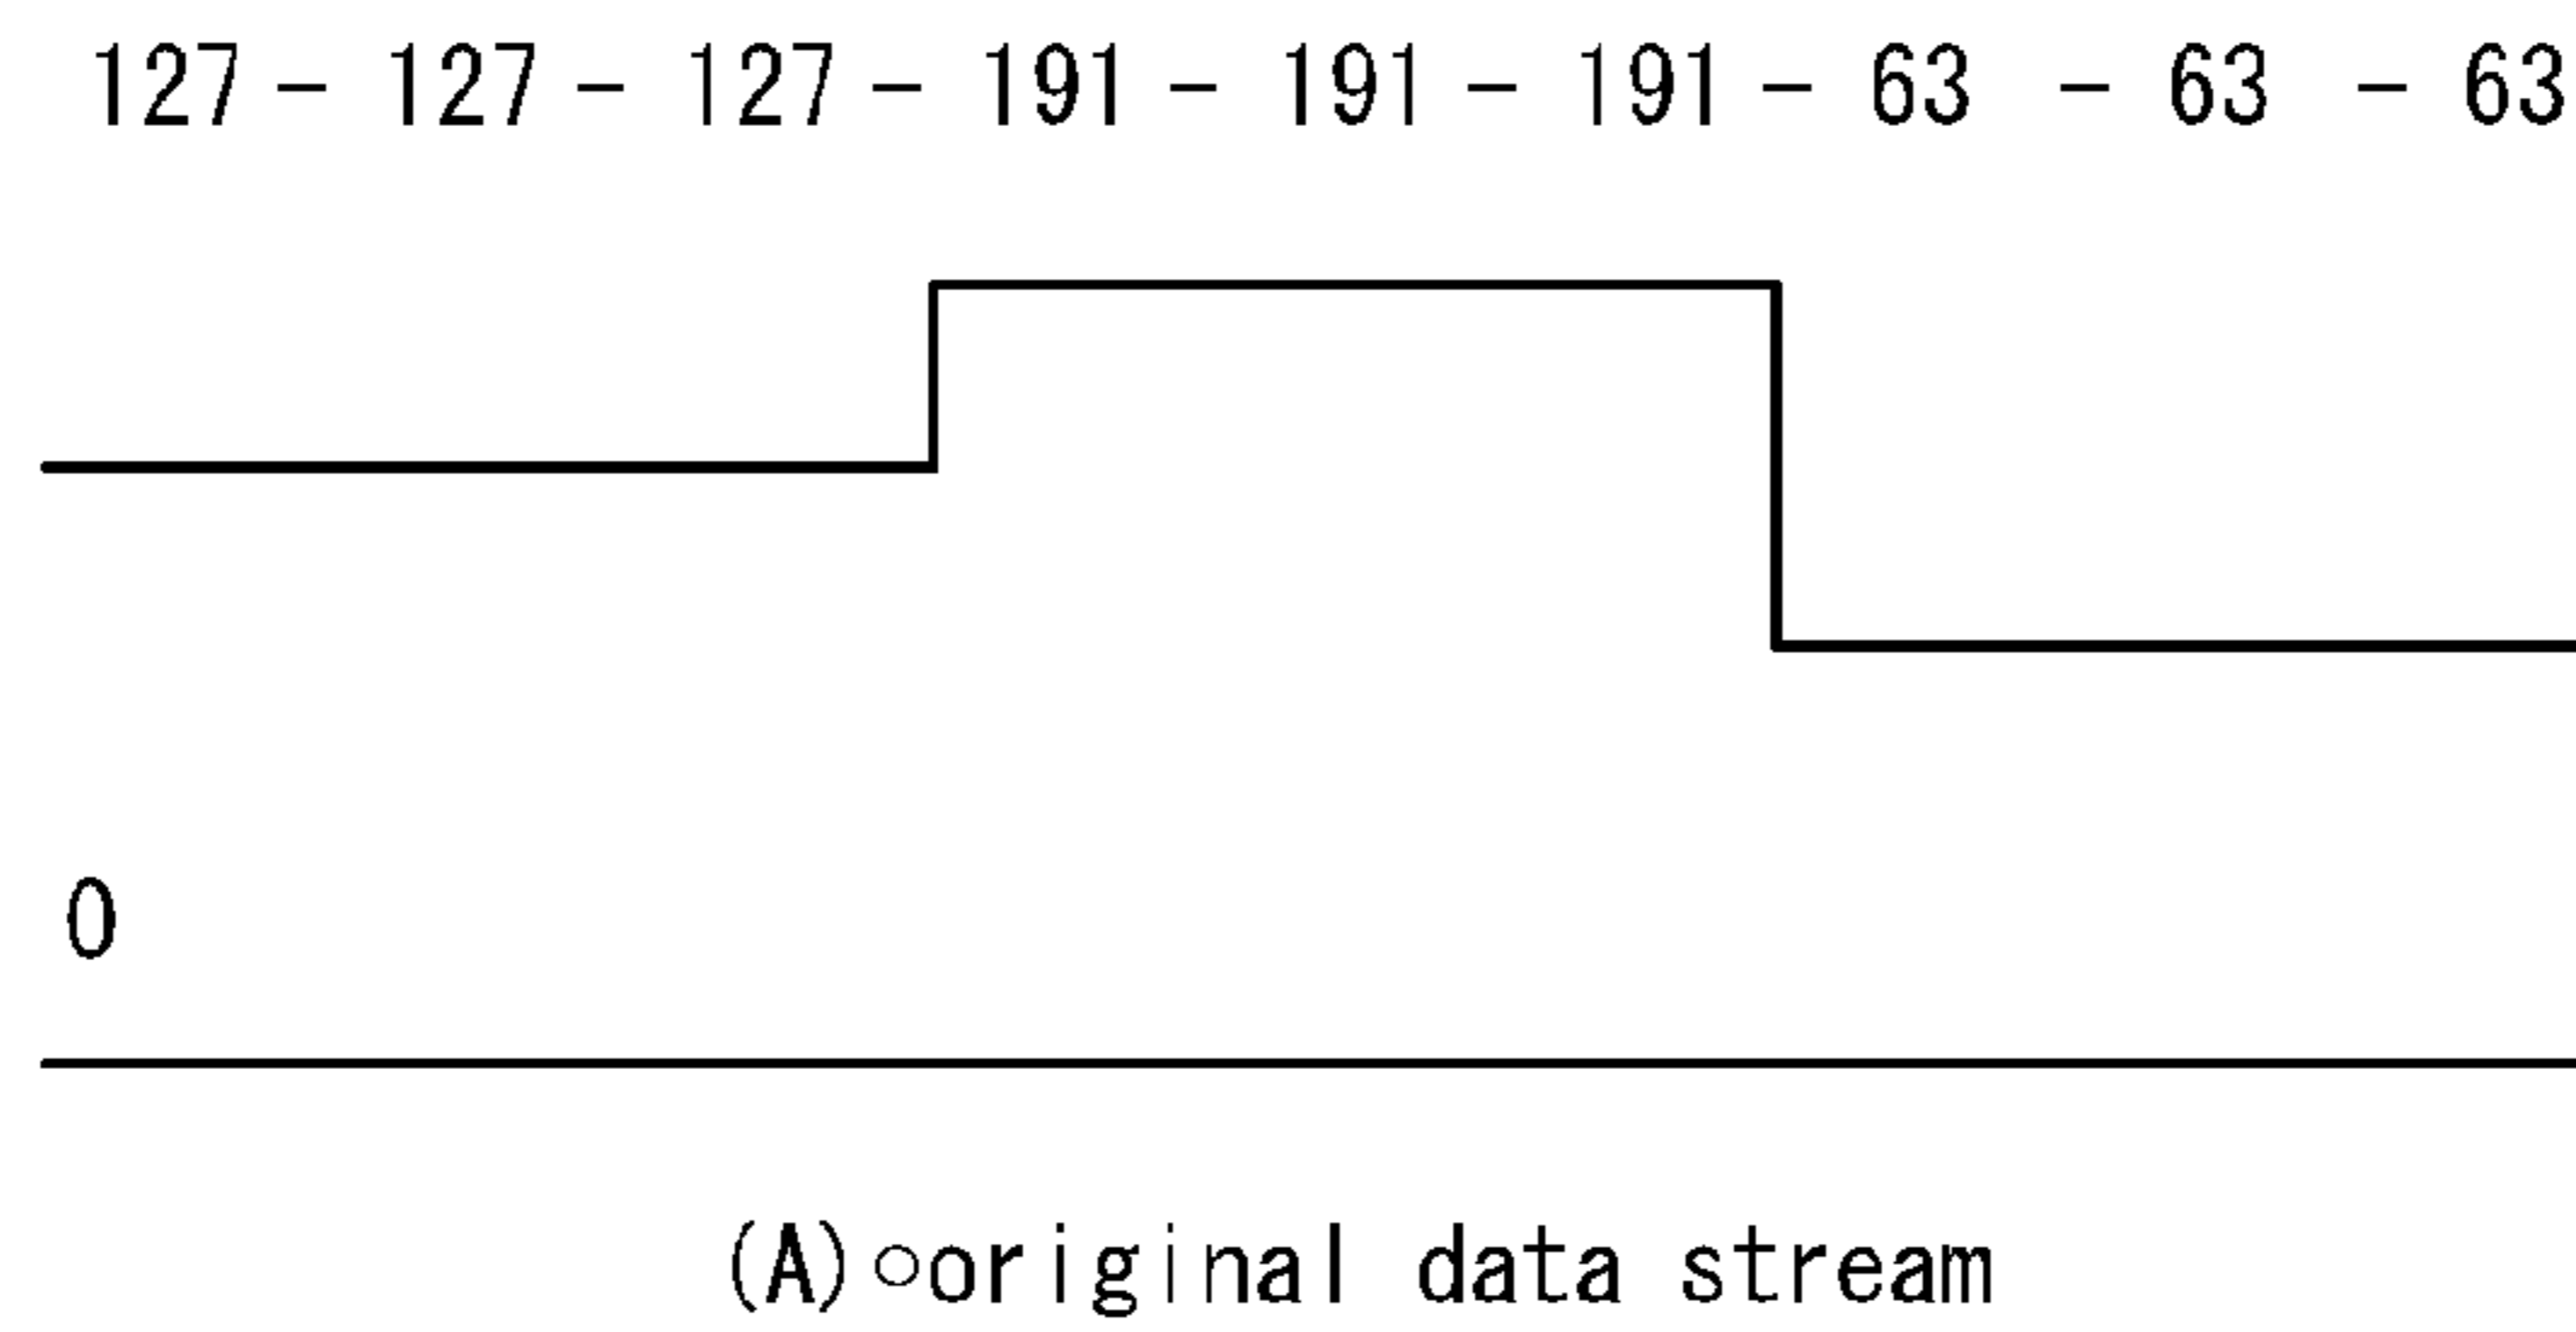 127 - 127 - 127 - 191 - 191 - 191 - 63 - 63 - 63
0
(A)○original data stream